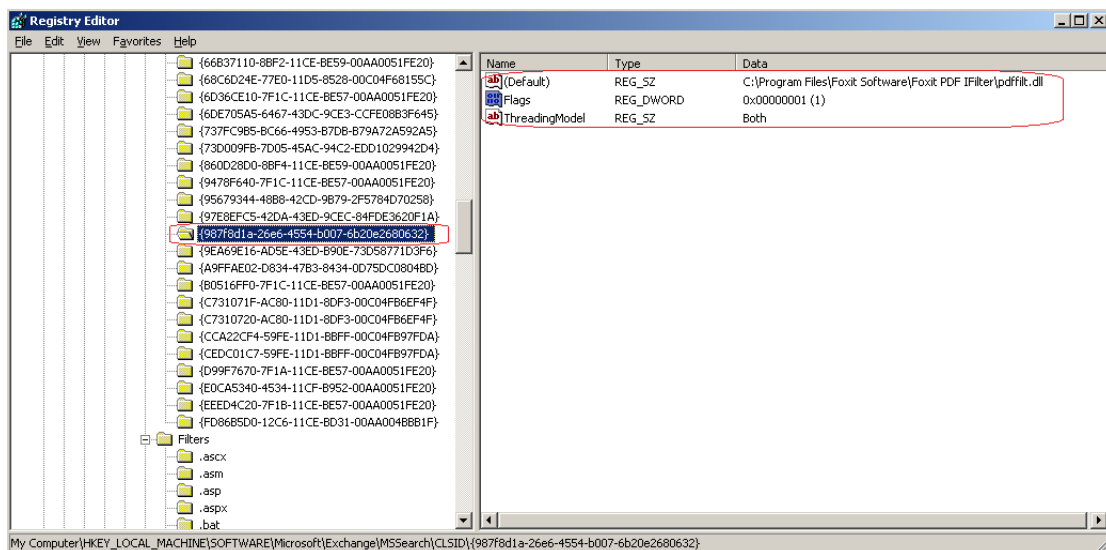 Registry Editor
File Edit View Favorites Help
{66B37110-8BF2-11CE-BE59-00AA0051FE20}
{68C6D24E-77E0-11D5-8528-00C04F68155C}
{6D36CE10-7F1C-11CE-BE57-00AA0051FE20}
{6DE705A5-6467-43DC-9CE3-CCFE08B3F645}
{737FC9B5-BC66-4953-B7DB-B79A72A592A5}
{73D009FB-7D05-45AC-94C2-EDD1029942D4}
{860D28D0-8BF4-11CE-BE59-00AA0051FE20}
{9478F640-7F1C-11CE-BE57-00AA0051FE20}
{95679344-48B8-42CD-9B79-2F5784D70258}
{97E8EFC5-42DA-43ED-9CEC-84FDE3620F1A}
{987f8d1a-26e6-4554-b007-6b20e2680632}
{9EA69E16-AD5E-43ED-B90E-73D58771D3F6}
{A9FFAE02-D834-47B3-8434-0D75DC0804BD}
{B0516FF0-7F1C-11CE-BE57-00AA0051FE20}
{C731071F-AC80-11D1-8DF3-00C04FB6EF4F}
{C7310720-AC80-11D1-8DF3-00C04FB6EF4F}
{CCA22CF4-59FE-11D1-BBFF-00C04FB97FDA}
{CEDC01C7-59FE-11D1-BBFF-00C04FB97FDA}
{D99F7670-7F1A-11CE-BE57-00AA0051FE20}
{E0CA5340-4534-11CF-B952-00AA0051FE20}
{EEED4C20-7F1B-11CE-BE57-00AA0051FE20}
{FD86B5D0-12C6-11CE-BD31-00AA004BBB1F}
Filters
.ascx
.asm
.asp
.aspx
.bat
Name Type Data
(Default) REG_SZ C:\Program Files\Foxit Software\Foxit PDF IFilter\pdffilt.dll
Flags REG_DWORD 0x00000001 (1)
ThreadingModel REG_SZ Both
My Computer\HKEY_LOCAL_MACHINE\SOFTWARE\Microsoft\Exchange\MSSearch\CLSID\{987f8d1a-26e6-4554-b007-6b20e2680632}